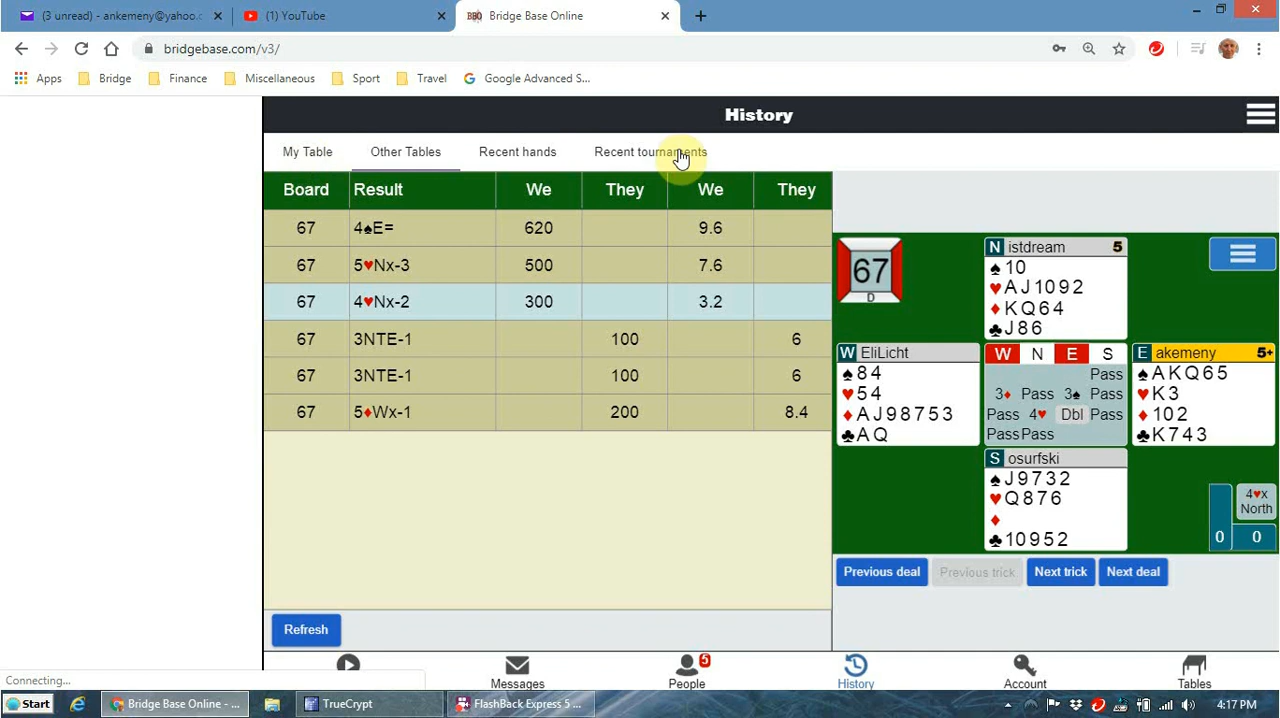 (3 unread) - ankemeny@yahoo.c
(1) YouTube
BBO Bridge Base Online
bridgebase.com/v3/
Apps Bridge Finance Miscellaneous Sport Travel Google Advanced S...
History
My Table Other Tables Recent hands Recent tournaments
Board Result We They We They
67 4♠E= 620 9.6
67 5♥Nx-3 500 7.6
67 4♥Nx-2 300 3.2
67 3NTE-1 100 6
67 3NTE-1 100 6
67 5♦Wx-1 200 8.4
Refresh
67
D
N istdream 5
♠10
♥AJ1092
♦KQ64
♣J86
W EliLicht
♠84
♥54
♦AJ98753
♣AQ
W N E S
Pass
3♦ Pass 3♠ Pass
Pass 4♥ Dbl Pass
Pass Pass
E akemeny 5+
♠AKQ65
♥K3
♦102
♣K743
S osurfski
♠J9732
♥Q876
♦
♣10952
4♥x
North
0 0
Previous deal Previous trick Next trick Next deal
Connecting...
Messages
People 5
History
Account
Tables
Start
Bridge Base Online - ...
TrueCrypt
FlashBack Express 5 ...
4:17 PM